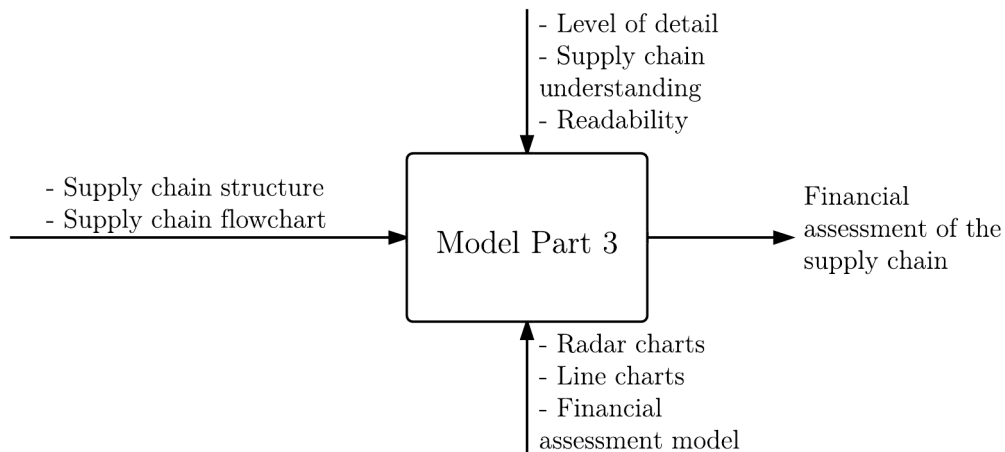 - Level of detail
- Supply chain
understanding
- Readability
- Supply chain structure
- Supply chain flowchart
Model Part 3
Financial
assessment of the
supply chain
- Radar charts
- Line charts
- Financial
assessment model